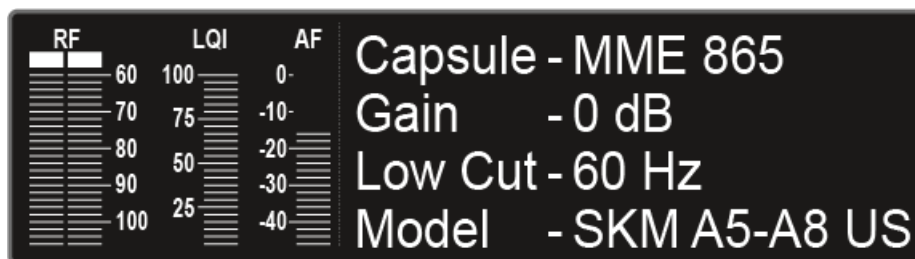 RF LQI AF
60 100 0
70 75 -10
80 50 -20
90 25 -30
100 -40
Capsule - MME 865
Gain - 0 dB
Low Cut - 60 Hz
Model - SKM A5-A8 US